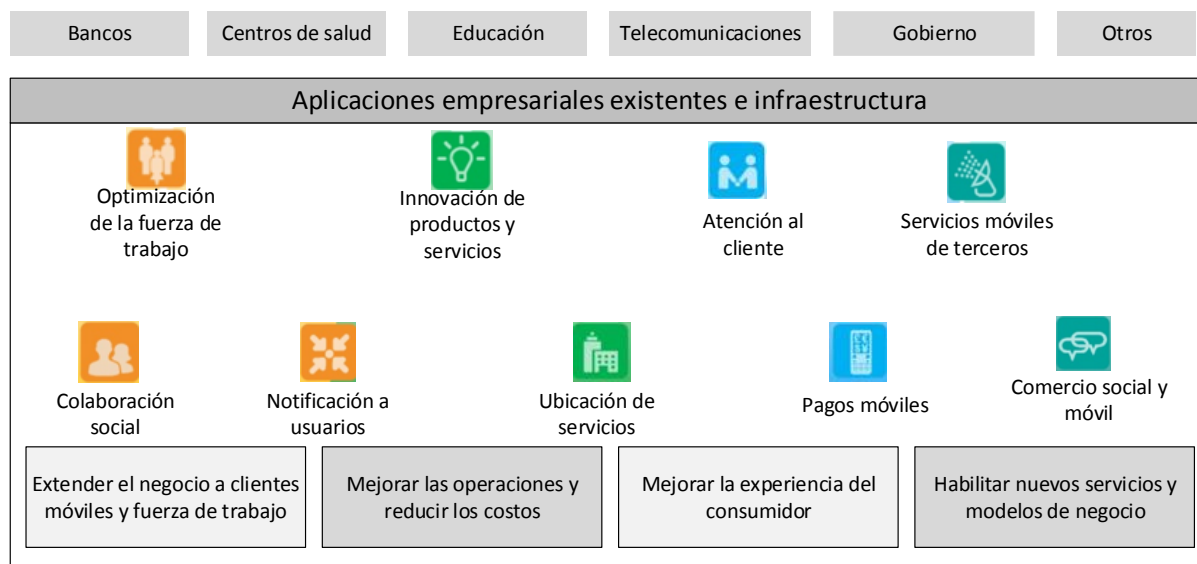 Bancos
Centros de salud
Educación
Telecomunicaciones
Gobierno
Otros
Aplicaciones empresariales existentes e infraestructura
Optimización
de la fuerza de
trabajo
Innovación de
productos y
servicios
Atención al
cliente
Servicios móviles
de terceros
Colaboración
social
Notificación a
usuarios
Ubicación de
servicios
Pagos móviles
Comercio social y
móvil
Extender el negocio a clientes
móviles y fuerza de trabajo
Mejorar las operaciones y
reducir los costos
Mejorar la experiencia del
consumidor
Habilitar nuevos servicios y
modelos de negocio